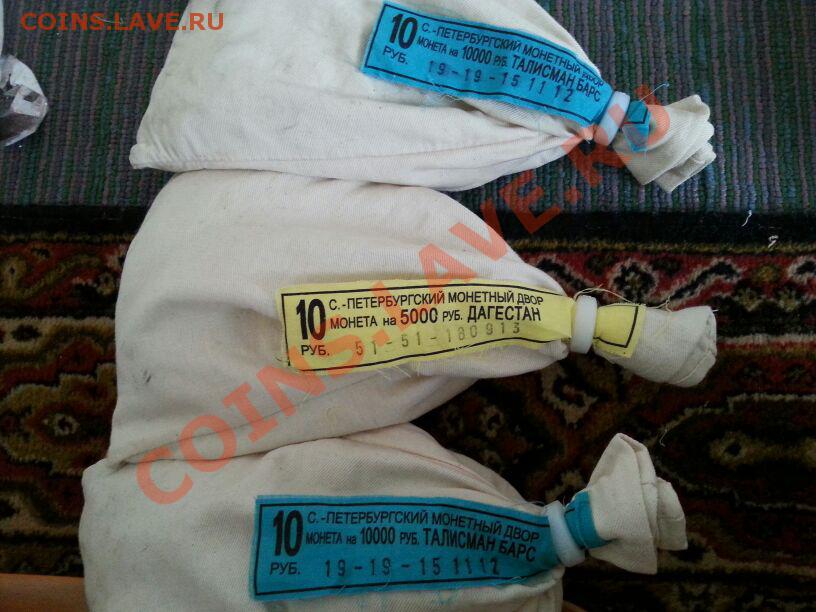 COINS.LAVE.RU
10 С.-ПЕТЕРБУРГСКИЙ МОНЕТНЫЙ ДВОР
МОНЕТА на 10000 РУБ. ТАЛИСМАН БАРС
РУБ. 19-19-15 11 12
10 С.-ПЕТЕРБУРГСКИЙ МОНЕТНЫЙ ДВОР
МОНЕТА на 5000 РУБ. ДАГЕСТАН
РУБ. 51-51-180913
10 С.-ПЕТЕРБУРГСКИЙ МОНЕТНЫЙ ДВОР
МОНЕТА на 10000 РУБ. ТАЛИСМАН БАРС
РУБ. 19-19-15 11 12
COINS.LAVE.RU